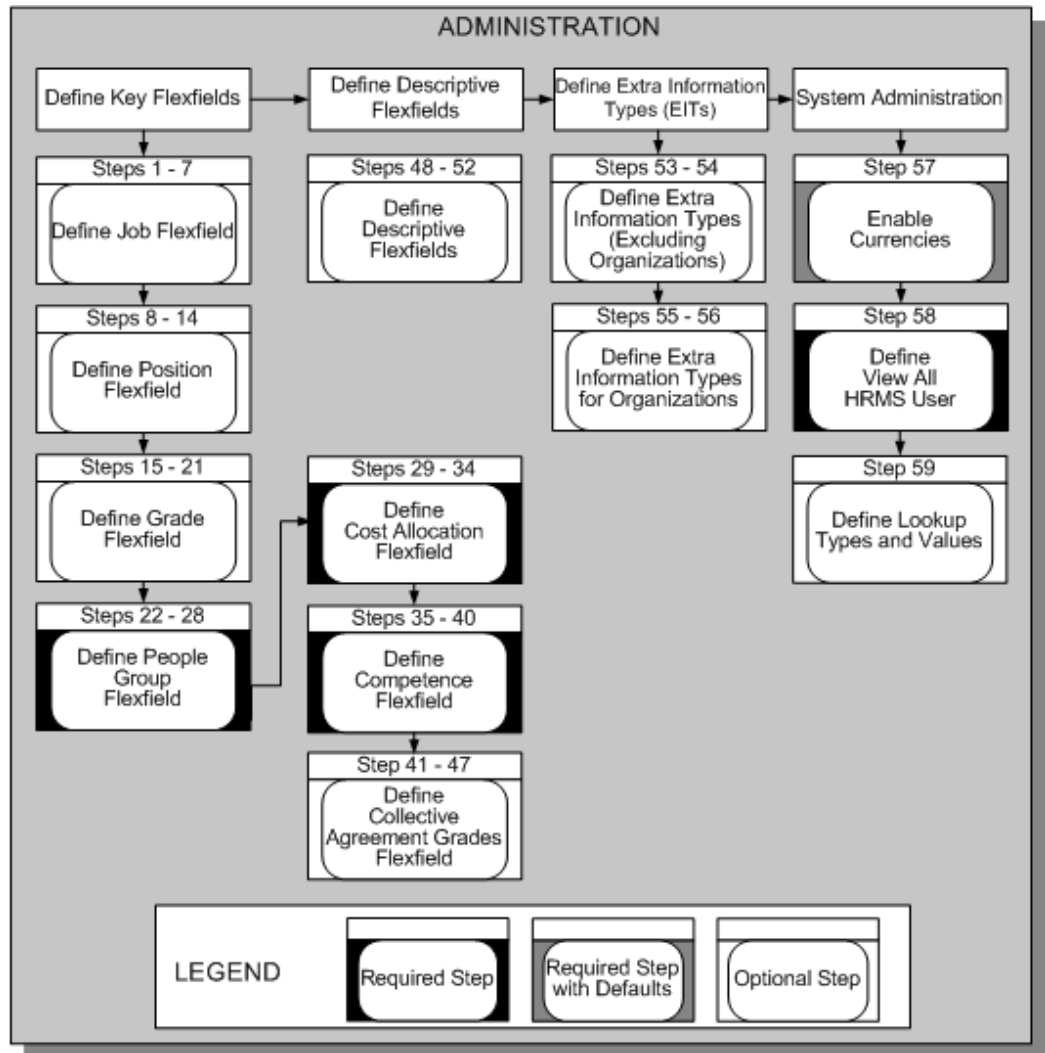 ADMINISTRATION
Define Key Flexfields
Define Descriptive
Flexfields
Define Extra Information
Types (EITs)
System Administration
Steps 1 - 7
Define Job Flexfield
Steps 48 - 52
Define
Descriptive
Flexfields
Steps 53 - 54
Define Extra
Information Types
(Excluding
Organizations)
Step 57
Enable
Currencies
Steps 8 - 14
Define Position
Flexfield
Steps 55 - 56
Define Extra
Information Types
for Organizations
Step 58
Define
View All
HRMS User
Steps 15 - 21
Define Grade
Flexfield
Steps 29 - 34
Define
Cost Allocation
Flexfield
Step 59
Define Lookup
Types and Values
Steps 22 - 28
Define People
Group
Flexfield
Steps 35 - 40
Define
Competence
Flexfield
Step 41 - 47
Define
Collective
Agreement Grades
Flexfield
LEGEND
Required Step
Required Step
with Defaults
Optional Step